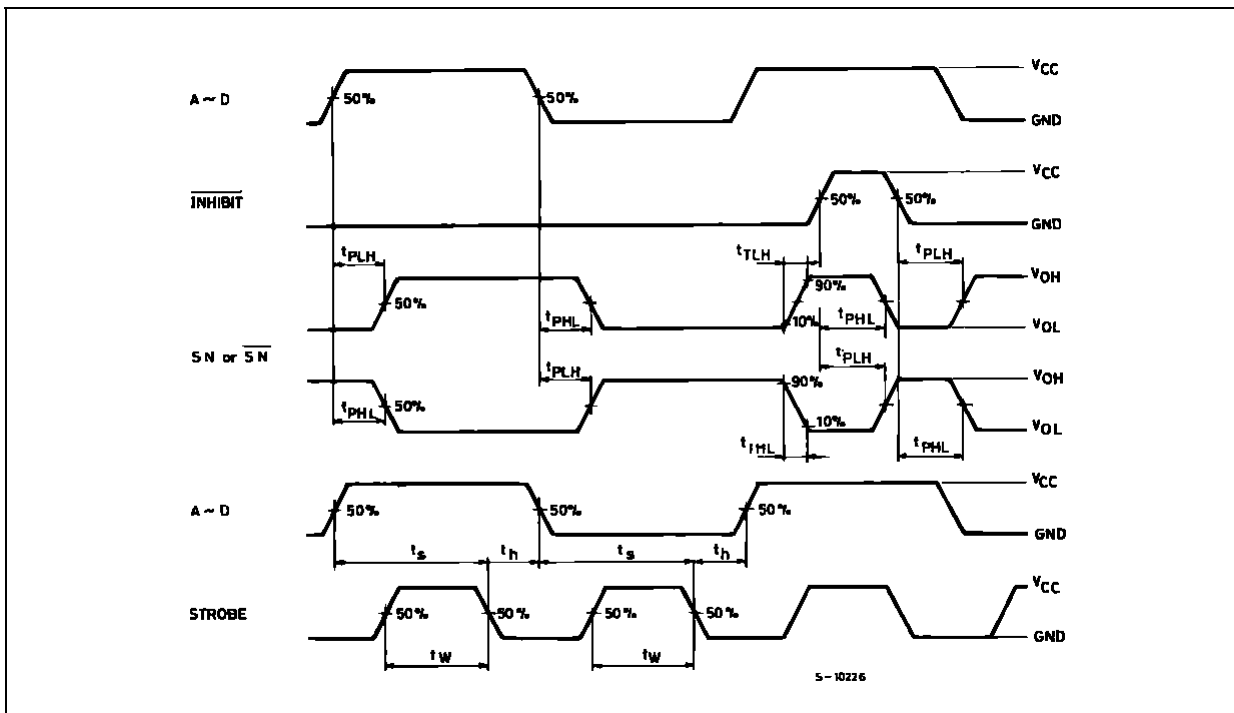 VCC
A ~ D
50%
50%
GND
VCC
INHIBIT
50%
50%
GND
tPLH
tTLH
tPLH
VOH
50%
90%
tPHL
10%
tPHL
VOL
SN or SN
tPLH
tPLH
VOH
90%
tPHL
50%
10%
VOL
tTHL
tPHL
VCC
A ~ D
50%
50%
50%
GND
ts
th
ts
th
VCC
STROBE
50%
50%
50%
50%
GND
tW
tW
S-10226